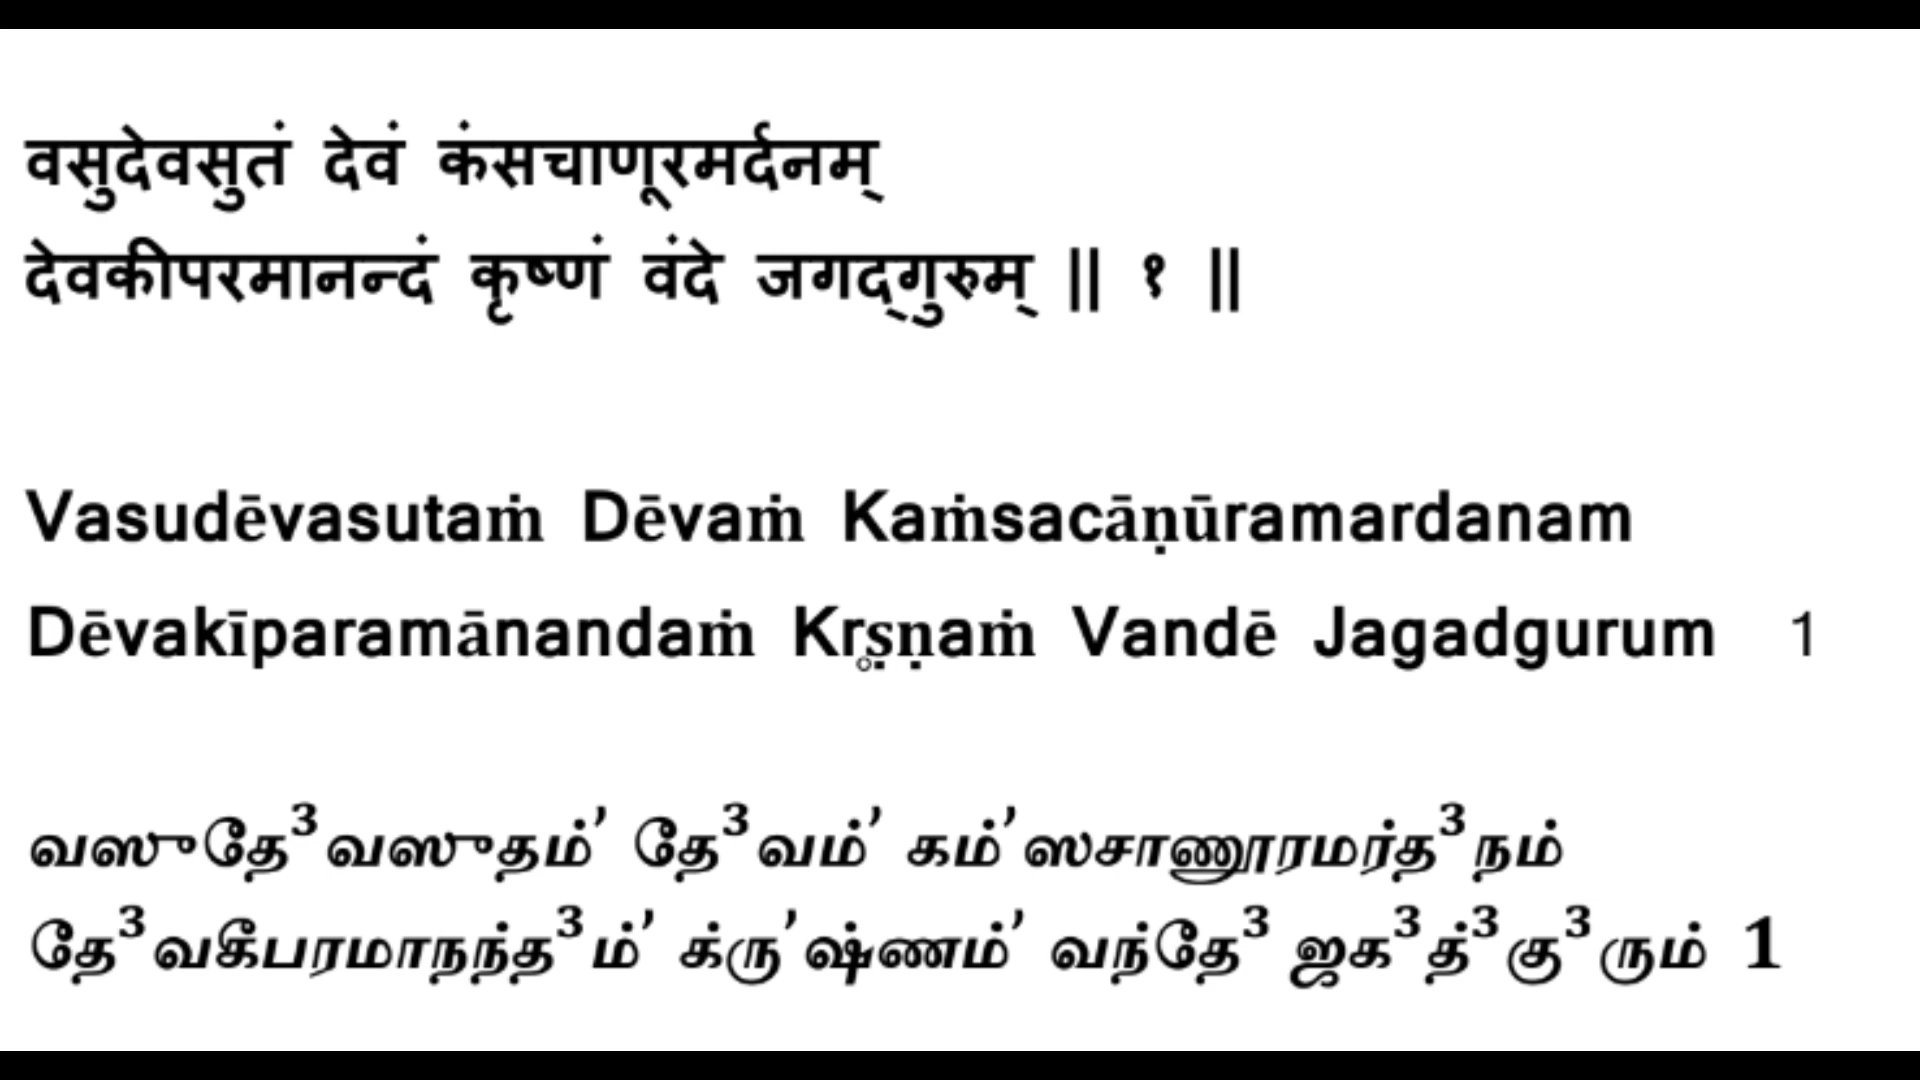 वसुदेवसुतं देवं कंसचाणूरमर्दनम्
देवकीपरमानन्दं कृष्णं वंदे जगद्‌गुरुम् || १ ||
Vasudēvasutaṁ Dēvaṁ Kaṁsacāṇūramardanam
Dēvakīparamānandaṁ Kr̥ṣṇaṁ Vandē Jagadgurum 1
வஸுதே³வஸுதம்’ தே³வம்’ கம்’ஸசாணூரமர்த³நம்
தே³வகீபரமாநந்த³ம்’ க்ரு’ஷ்ணம்’ வந்தே³ ஜக³த்³கு³ரும் 1